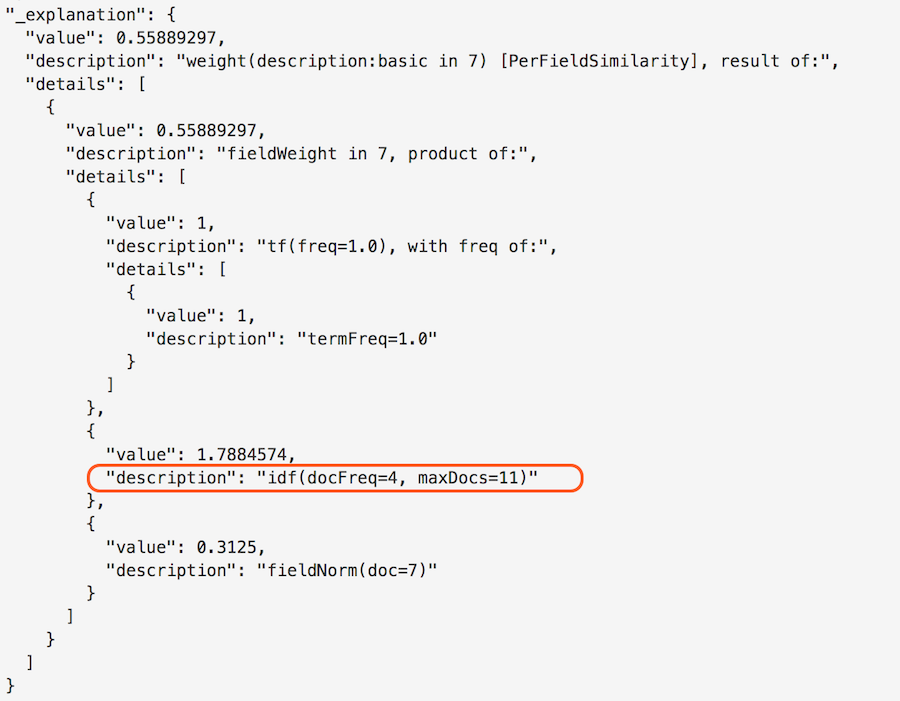 "_explanation": {
"value": 0.55889297,
"description": "weight(description:basic in 7) [PerFieldSimilarity], result of:",
"details": [
{
"value": 0.55889297,
"description": "fieldWeight in 7, product of:",
"details": [
{
"value": 1,
"description": "tf(freq=1.0), with freq of:",
"details": [
{
"value": 1,
"description": "termFreq=1.0"
}
]
},
{
"value": 1.7884574,
"description": "idf(docFreq=4, maxDocs=11)"
},
{
"value": 0.3125,
"description": "fieldNorm(doc=7)"
}
]
}
]
}